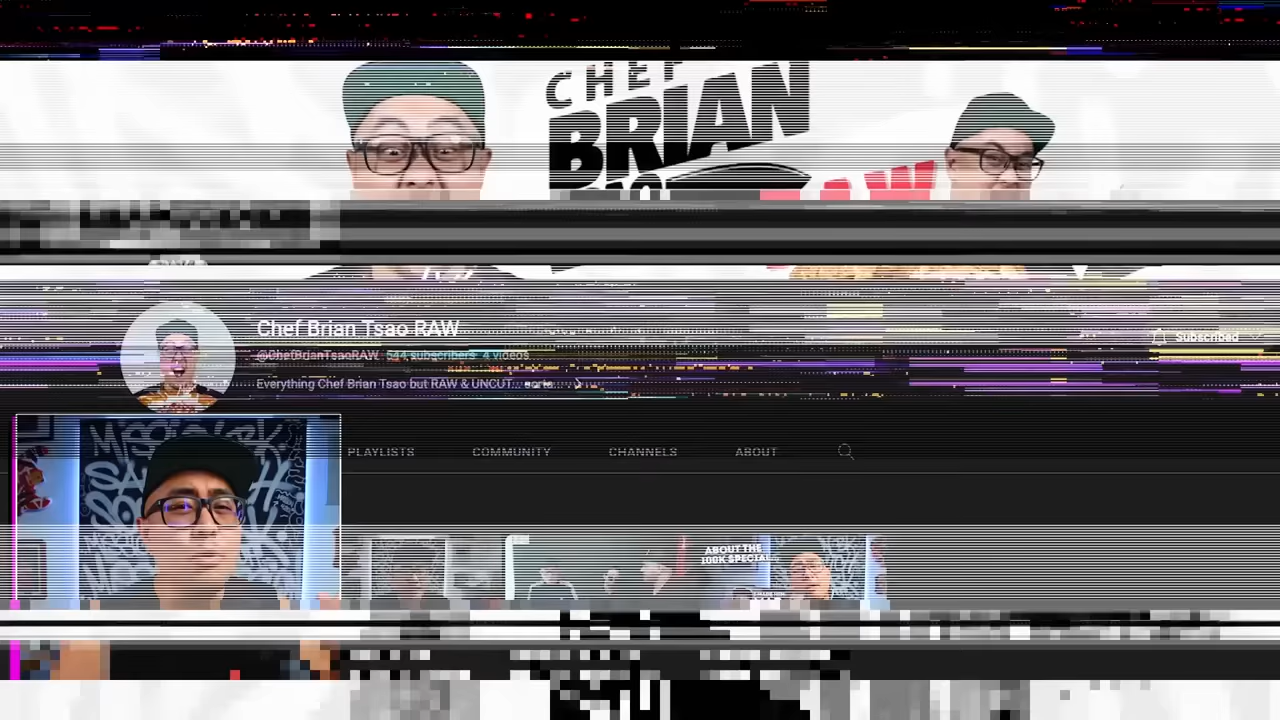 CHEF
BRIAN
AW
Chef Brian Tsao RAW
@ChefBrianTsaoRAW 544 subscribers 4 videos
Subscribed
Everything Chef Brian Tsao but RAW & UNCUT...
PLAYLISTS COMMUNITY CHANNELS ABOUT
ABOUT THE
100K SPECIAL...